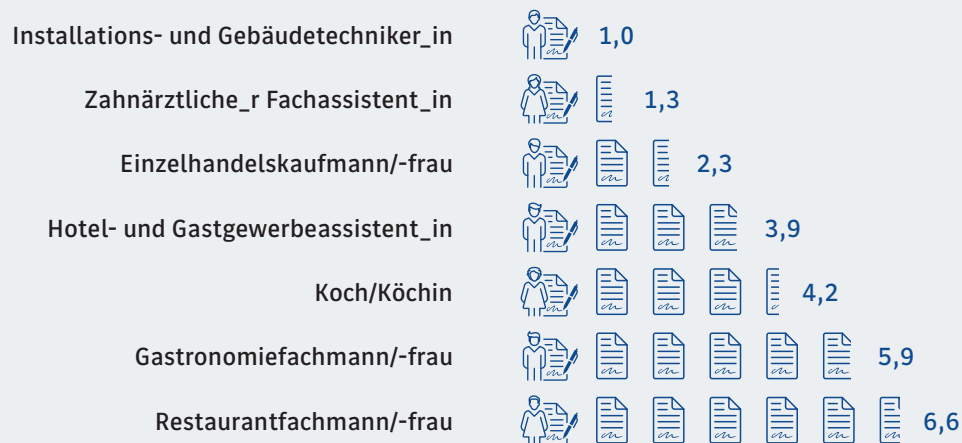 Installations- und Gebäudetechniker_in 1,0
Zahnärztliche_r Fachassistent_in 1,3
Einzelhandelskaufmann/-frau 2,3
Hotel- und Gastgewerbeassistent_in 3,9
Koch/Köchin 4,2
Gastronomiefachmann/-frau 5,9
Restaurantfachmann/-frau 6,6